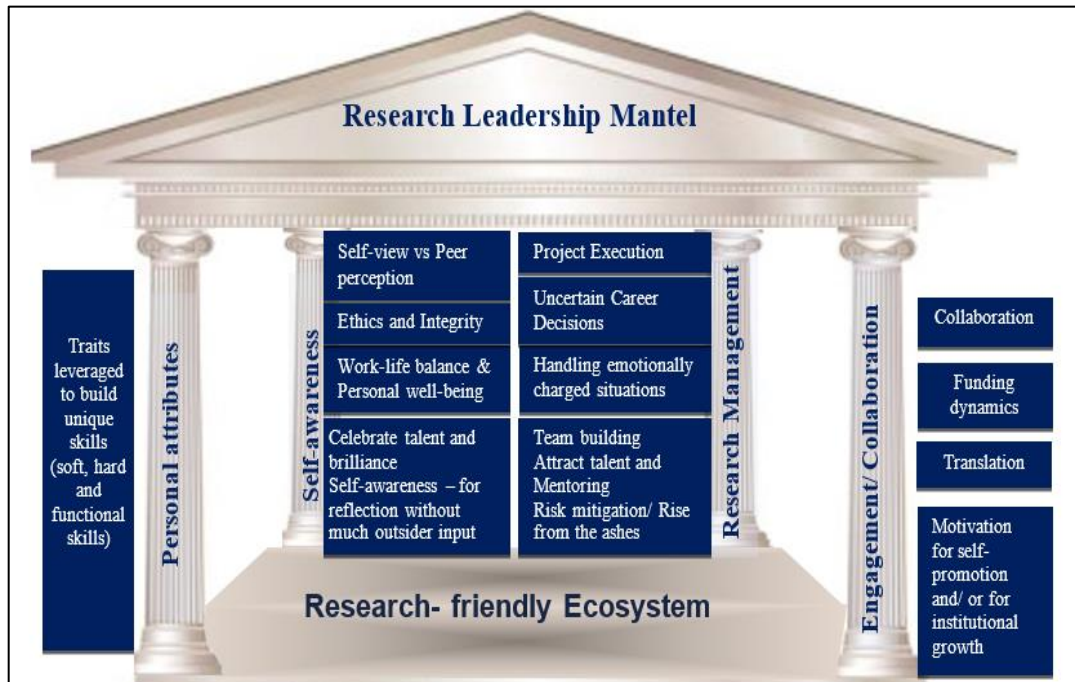 Research Leadership Mantel
Traits
leveraged to
build
unique
skills
(soft, hard
and
functional
skills)
Personal attributes
Self-awareness
Self-view vs Peer
perception
Ethics and Integrity
Work-life balance &
Personal well-being
Celebrate talent and
brilliance
Self-awareness – for
reflection without
much outsider input
Project Execution
Uncertain Career
Decisions
Handling emotionally
charged situations
Team building
Attract talent and
Mentoring
Risk mitigation/ Rise
from the ashes
Research Management
Engagement/ Collaboration
Collaboration
Funding
dynamics
Translation
Motivation
for self-
promotion
and/ or for
institutional
growth
Research- friendly Ecosystem